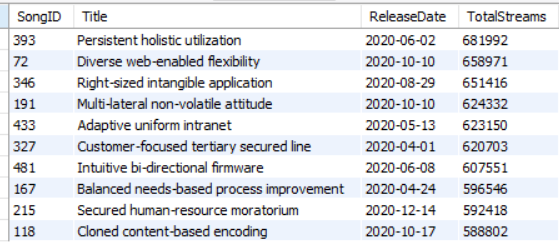 SongID Title ReleaseDate TotalStreams
393 Persistent holistic utilization 2020-06-02 681992
72 Diverse web-enabled flexibility 2020-10-10 658971
346 Right-sized intangible application 2020-08-29 651416
191 Multi-lateral non-volatile attitude 2020-10-10 624332
433 Adaptive uniform intranet 2020-05-13 623150
327 Customer-focused tertiary secured line 2020-04-01 620703
481 Intuitive bi-directional firmware 2020-06-08 607551
167 Balanced needs-based process improvement 2020-04-24 596546
215 Secured human-resource moratorium 2020-12-14 592418
118 Cloned content-based encoding 2020-10-17 588802